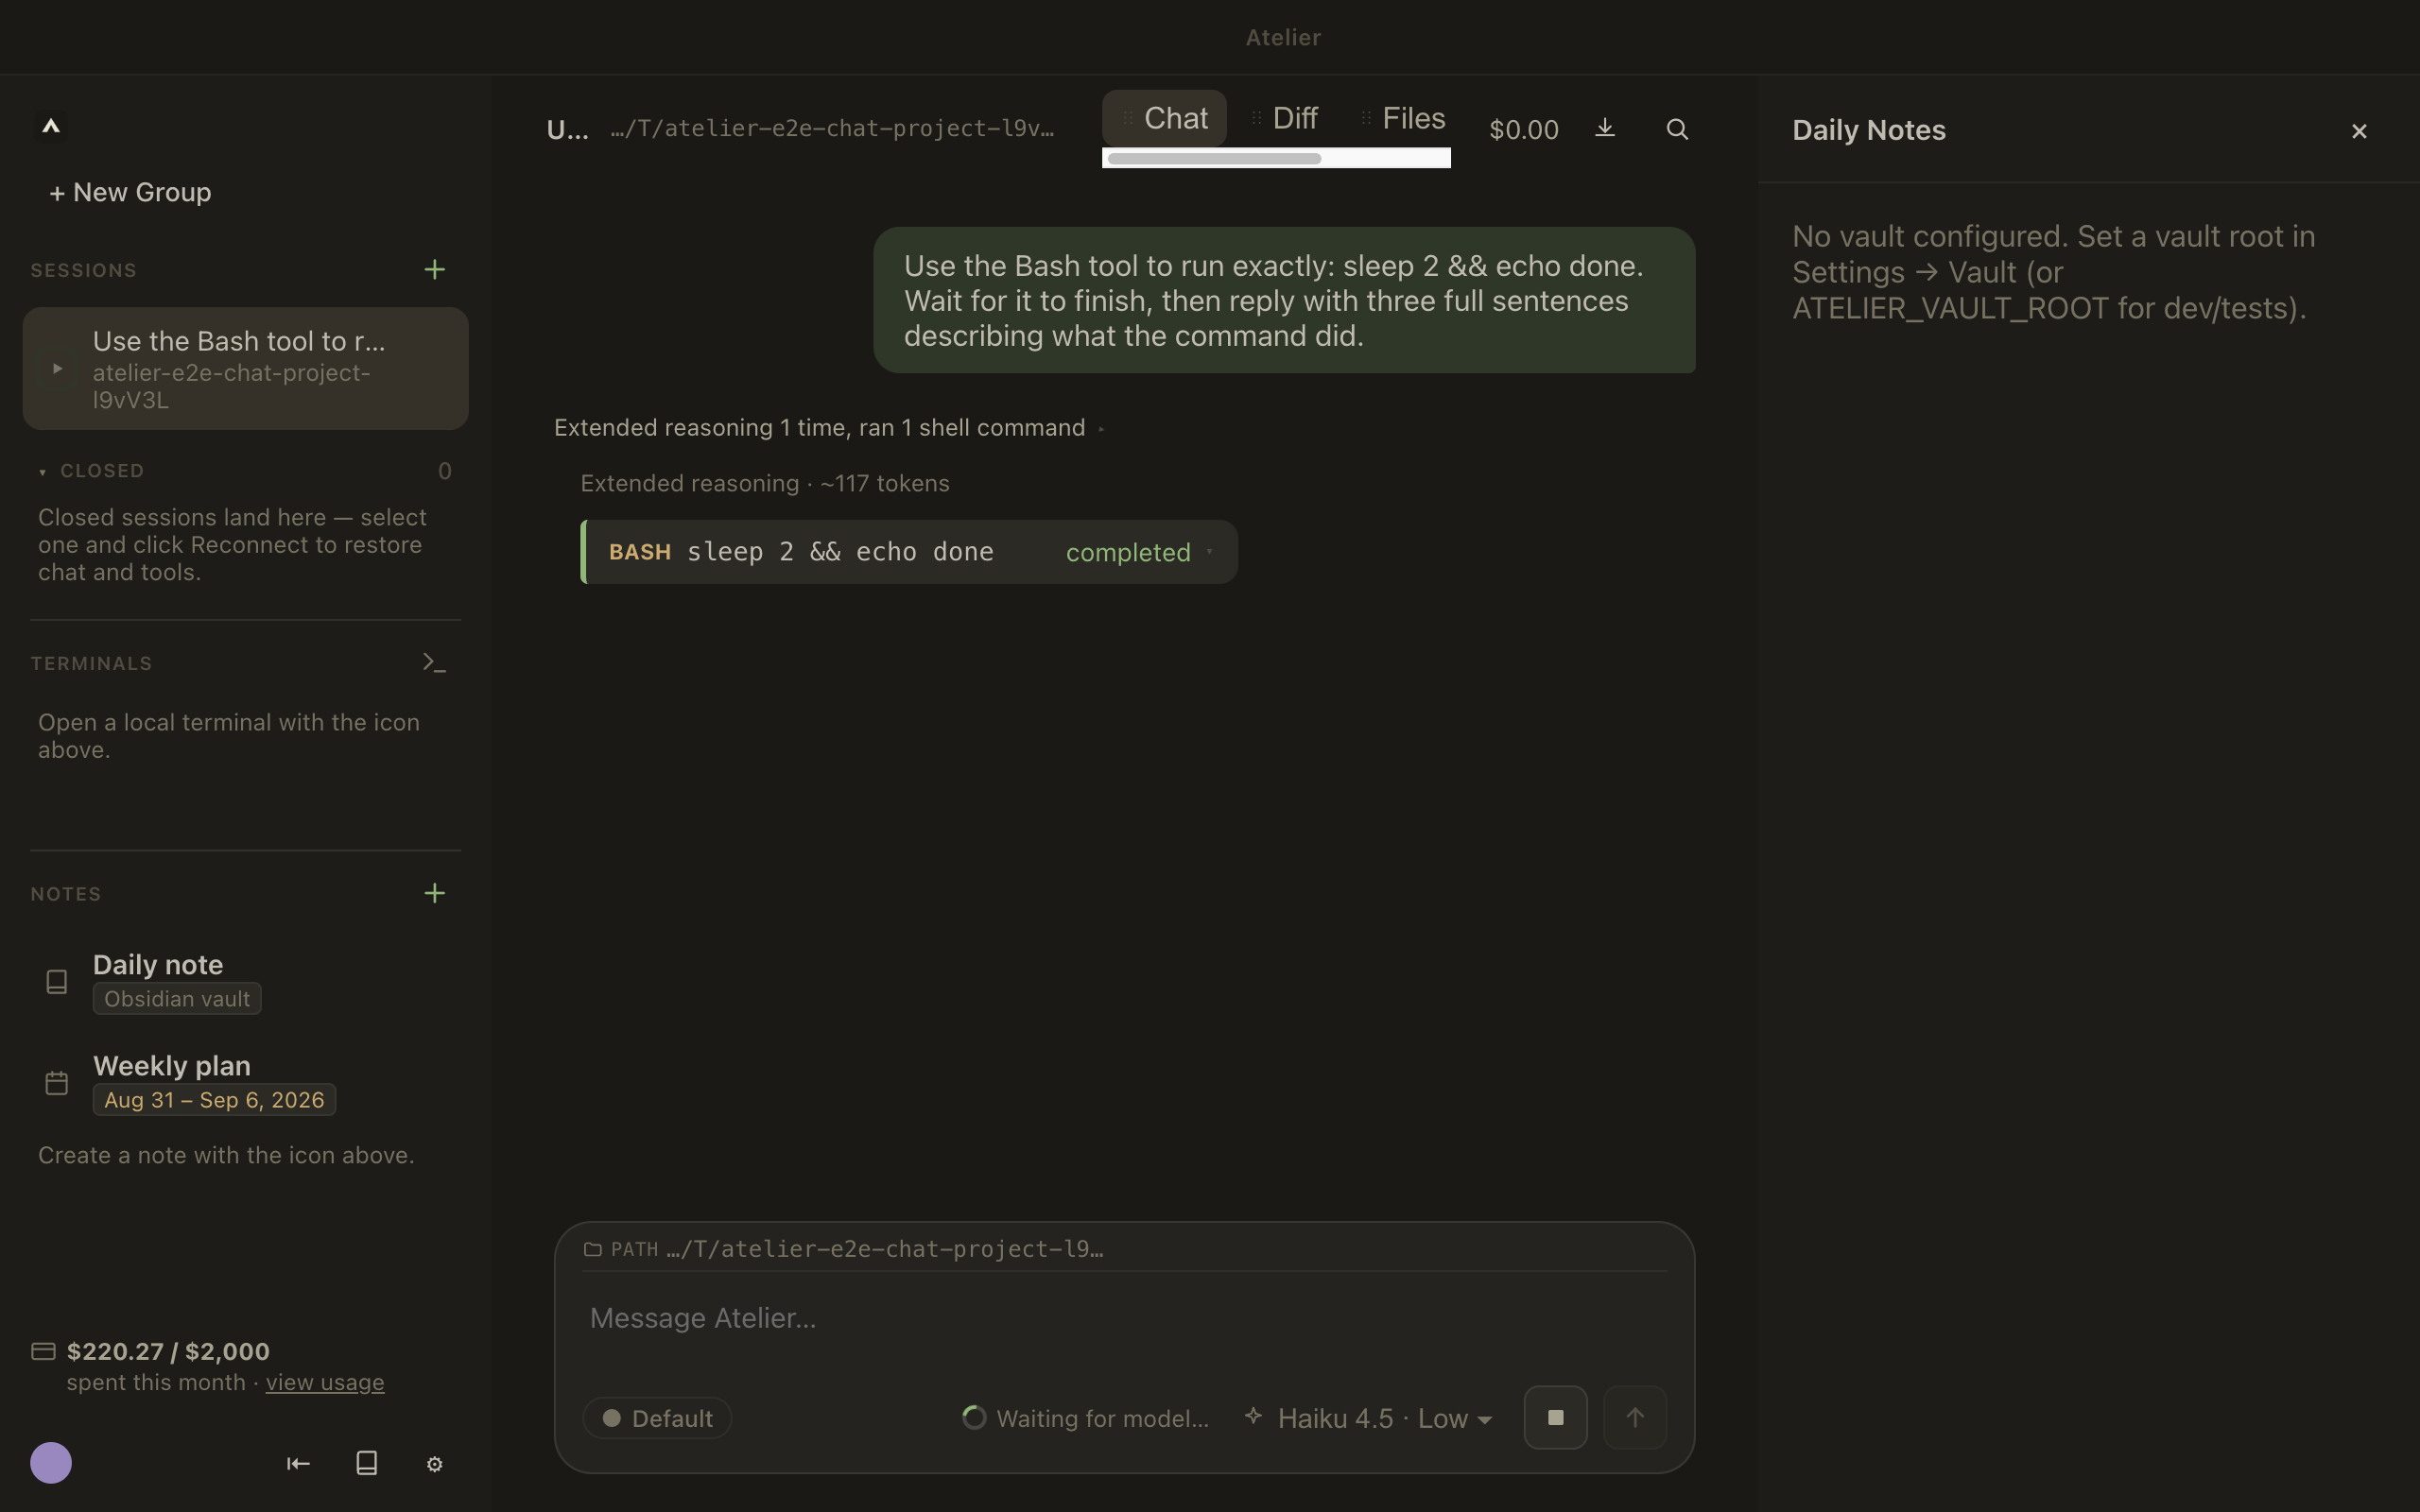 Atelier
+ New Group
SESSIONS
Use the Bash tool to r...
atelier-e2e-chat-project-
l9vV3L
CLOSED 0
Closed sessions land here — select
one and click Reconnect to restore
chat and tools.
TERMINALS
Open a local terminal with the icon
above.
NOTES
Daily note
Obsidian vault
Weekly plan
Aug 31 – Sep 6, 2026
Create a note with the icon above.
$220.27 / $2,000
spent this month · view usage
U... …/T/atelier-e2e-chat-project-l9v… Chat Diff Files $0.00
Use the Bash tool to run exactly: sleep 2 && echo done.
Wait for it to finish, then reply with three full sentences
describing what the command did.
Extended reasoning 1 time, ran 1 shell command
Extended reasoning · ~117 tokens
BASH sleep 2 && echo done completed
PATH …/T/atelier-e2e-chat-project-l9…
Message Atelier...
Default Waiting for model... Haiku 4.5 · Low
Daily Notes
No vault configured. Set a vault root in
Settings → Vault (or
ATELIER_VAULT_ROOT for dev/tests).